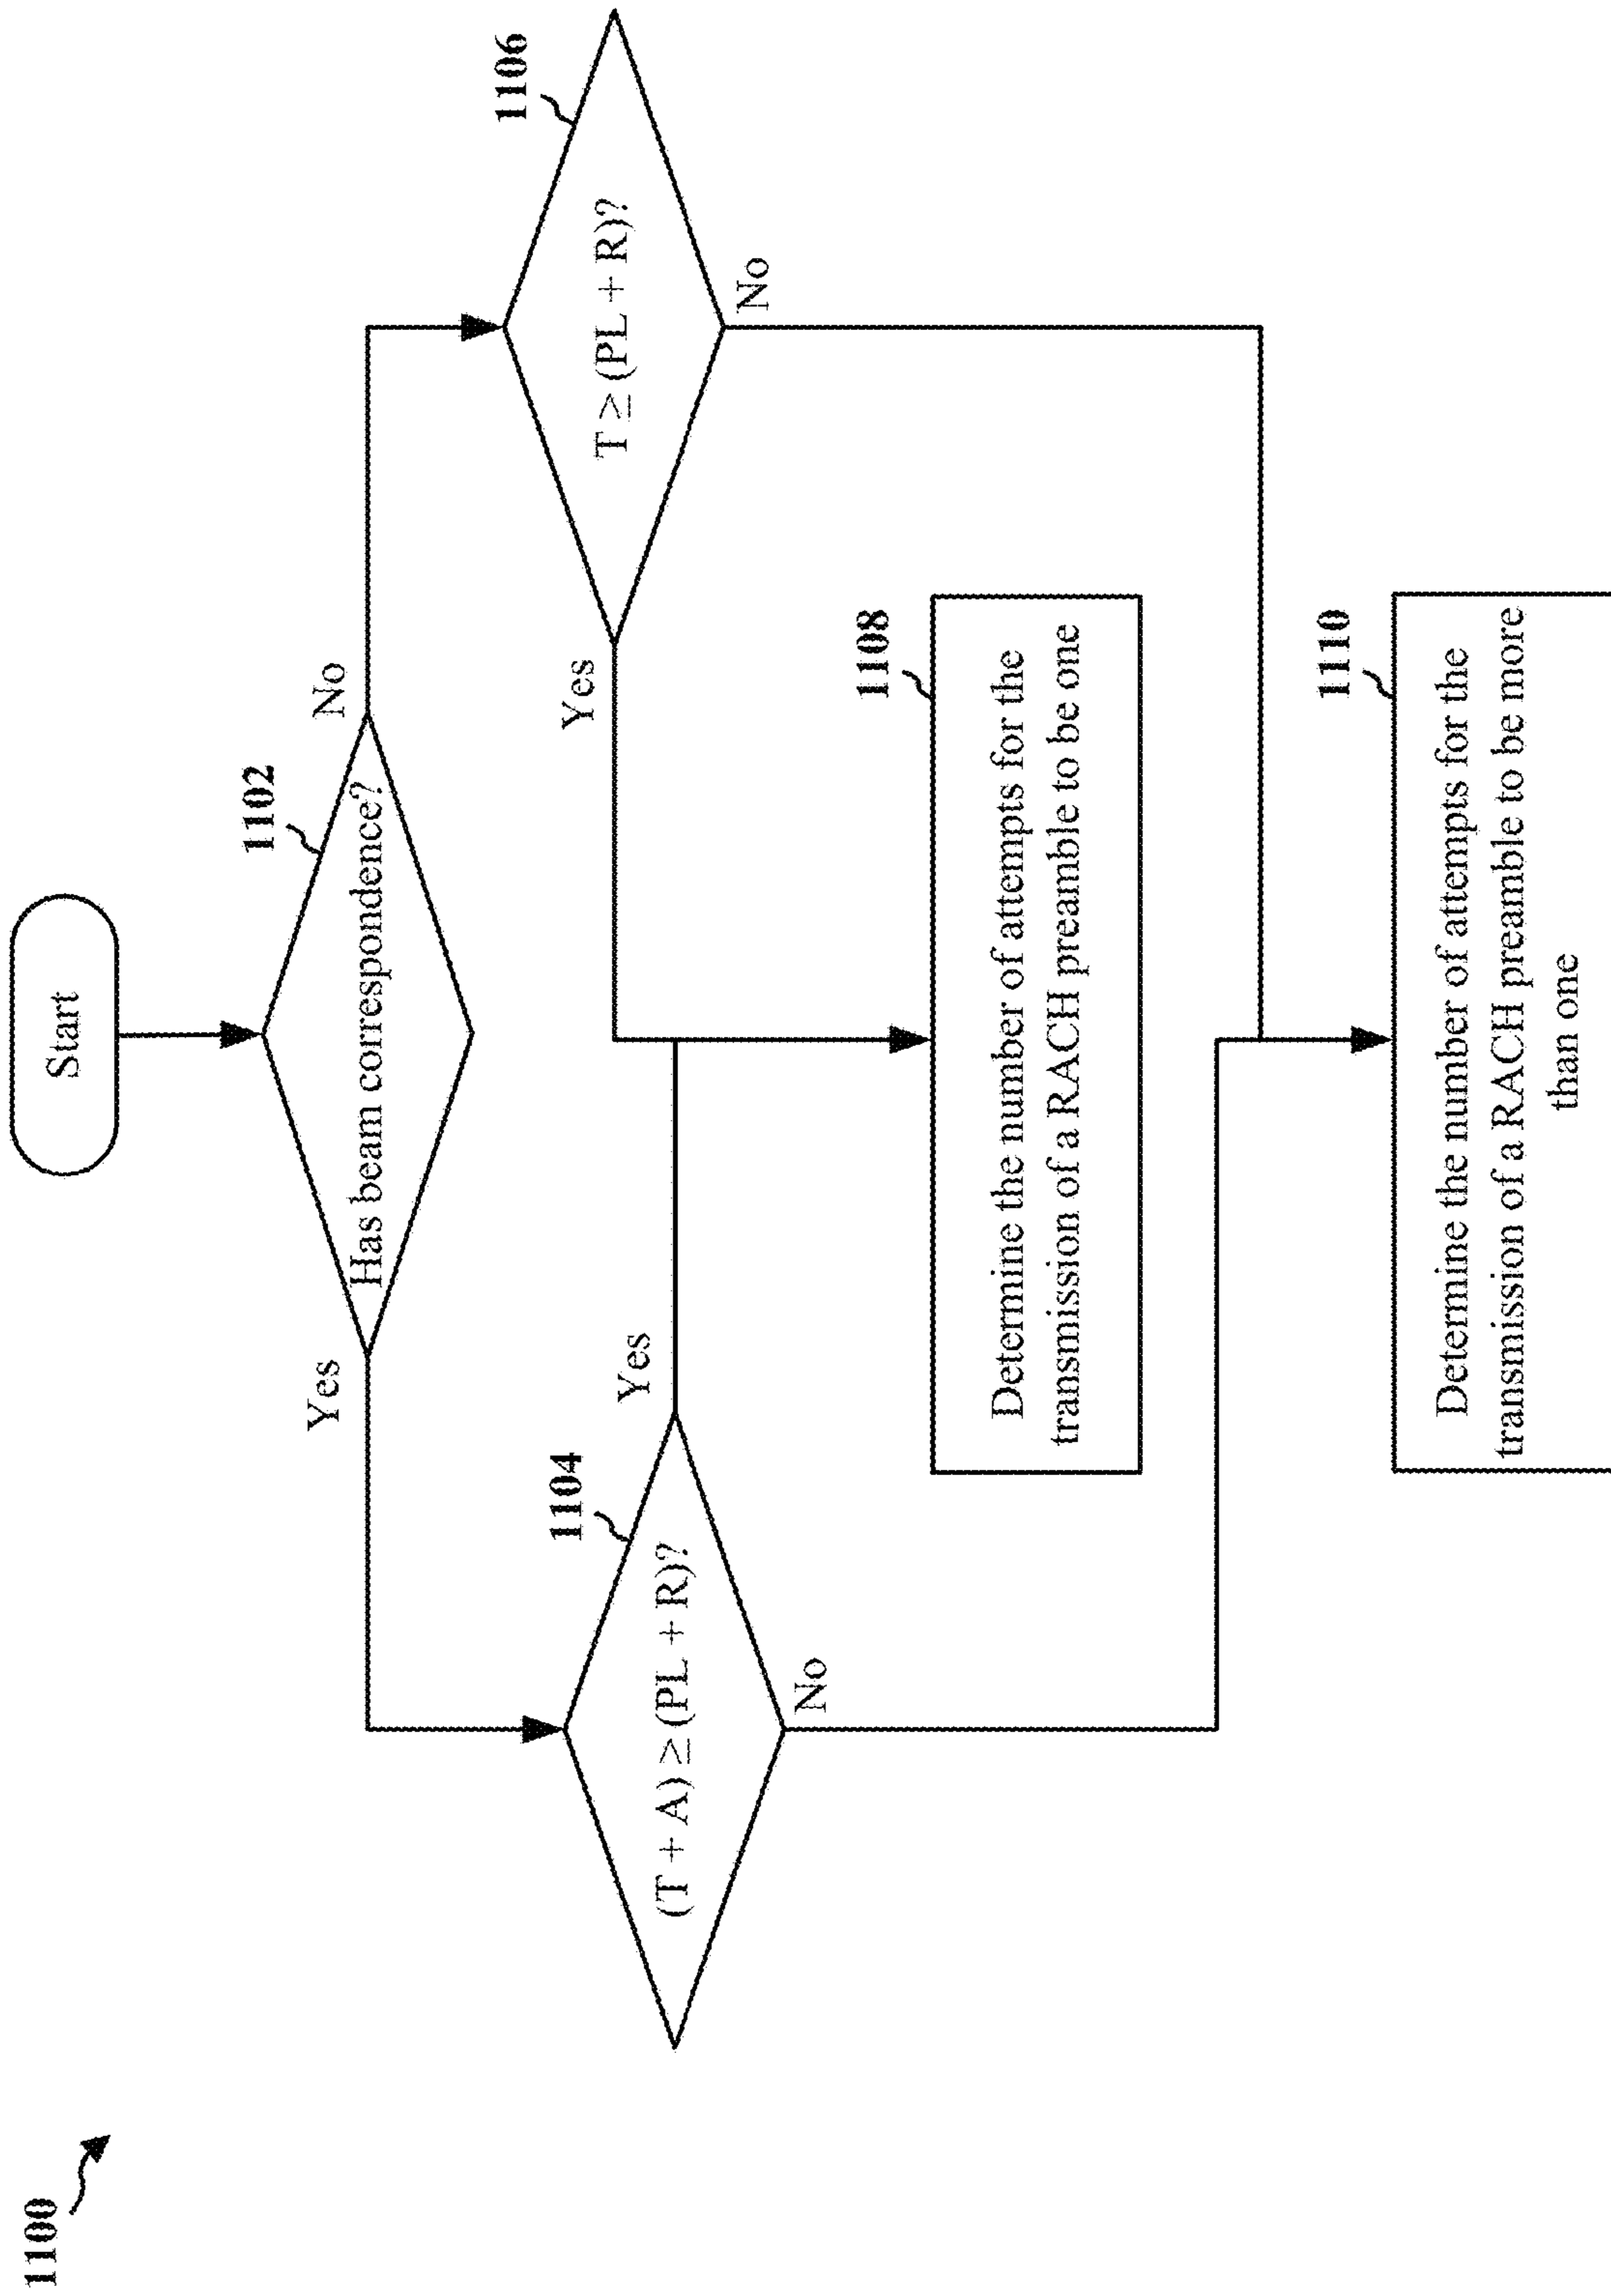 1100
Start
1102
Has beam correspondence?
Yes
No
1104
(T + A) ≥ (PL + R)?
Yes
No
1106
T ≥ (PL + R)?
Yes
No
1108
Determine the number of attempts for the
transmission of a RACH preamble to be one
1110
Determine the number of attempts for the
transmission of a RACH preamble to be more
than one